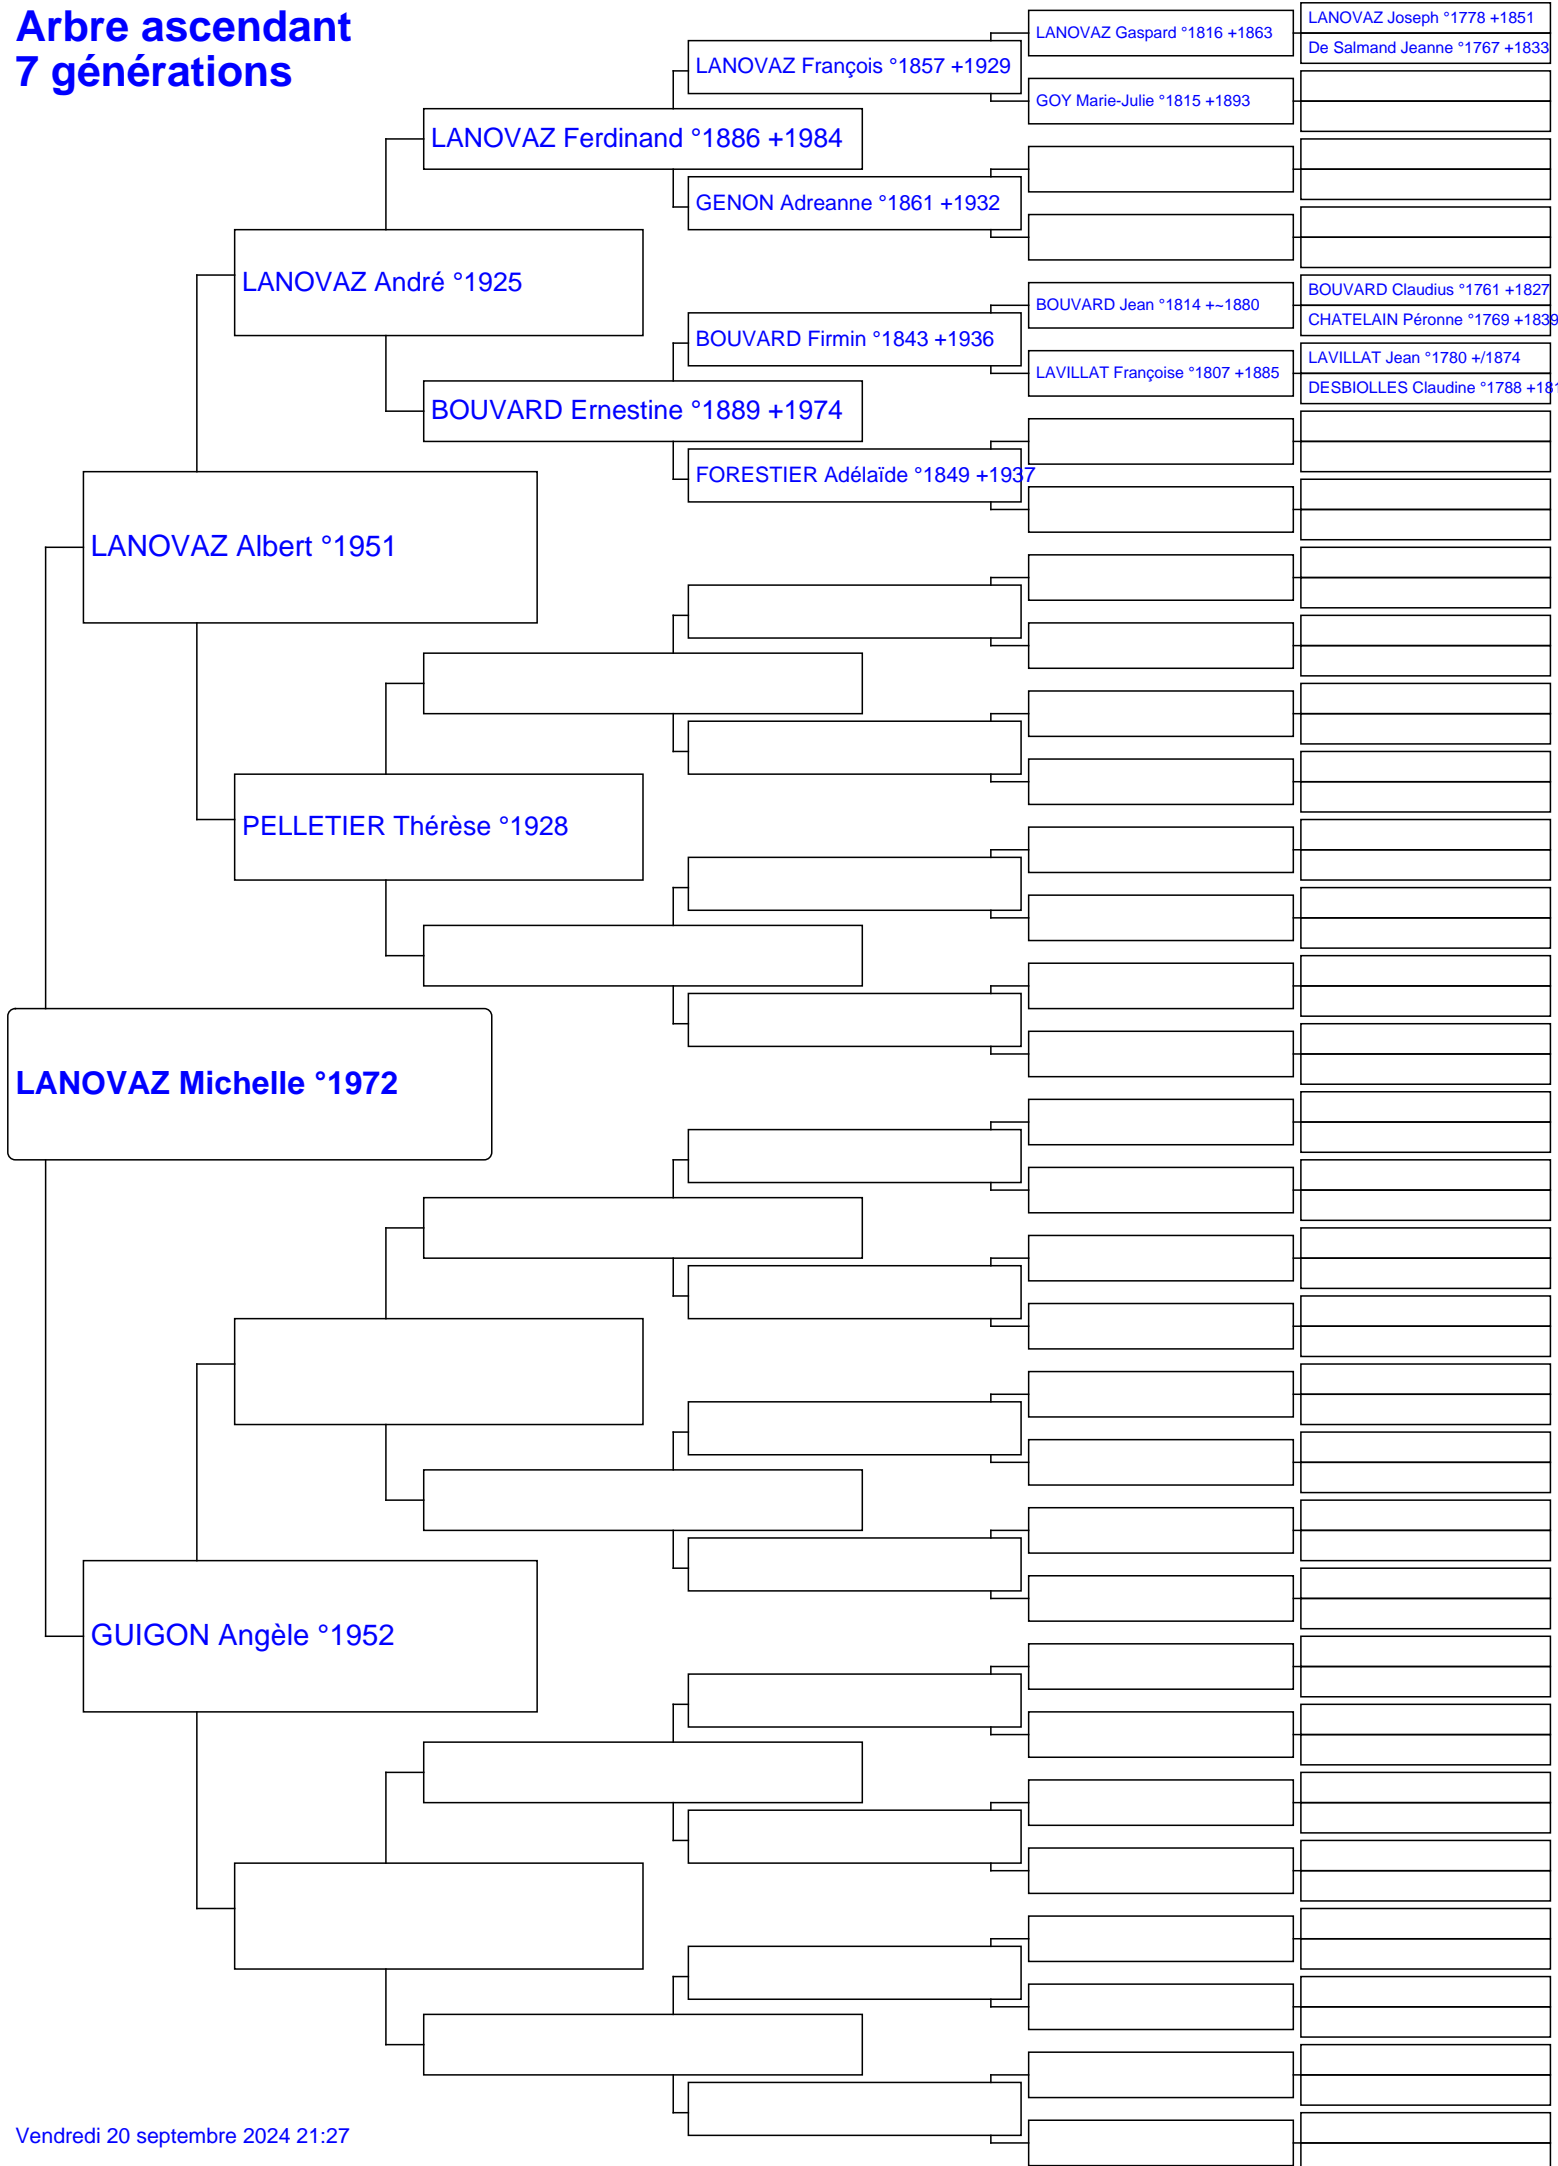 Arbre ascendant
7 générations
LANOVAZ Joseph °1778 +1851
LANOVAZ Gaspard °1816 +1863
De Salmand Jeanne °1767 +1833
LANOVAZ François °1857 +1929
GOY Marie-Julie °1815 +1893
LANOVAZ Ferdinand °1886 +1984
GENON Adreanne °1861 +1932
LANOVAZ André °1925
BOUVARD Claudius °1761 +1827
BOUVARD Jean °1814 +~1880
CHATELAIN Péronne °1769 +1839
BOUVARD Firmin °1843 +1936
LAVILLAT Jean °1780 +/1874
LAVILLAT Françoise °1807 +1885
DESBIOLLES Claudine °1788
BOUVARD Ernestine °1889 +1974
FORESTIER Adélaïde °1849 +1937
LANOVAZ Albert °1951
PELLETIER Thérèse °1928
LANOVAZ Michelle °1972
GUIGON Angèle °1952
Vendredi 20 septembre 2024 21:27